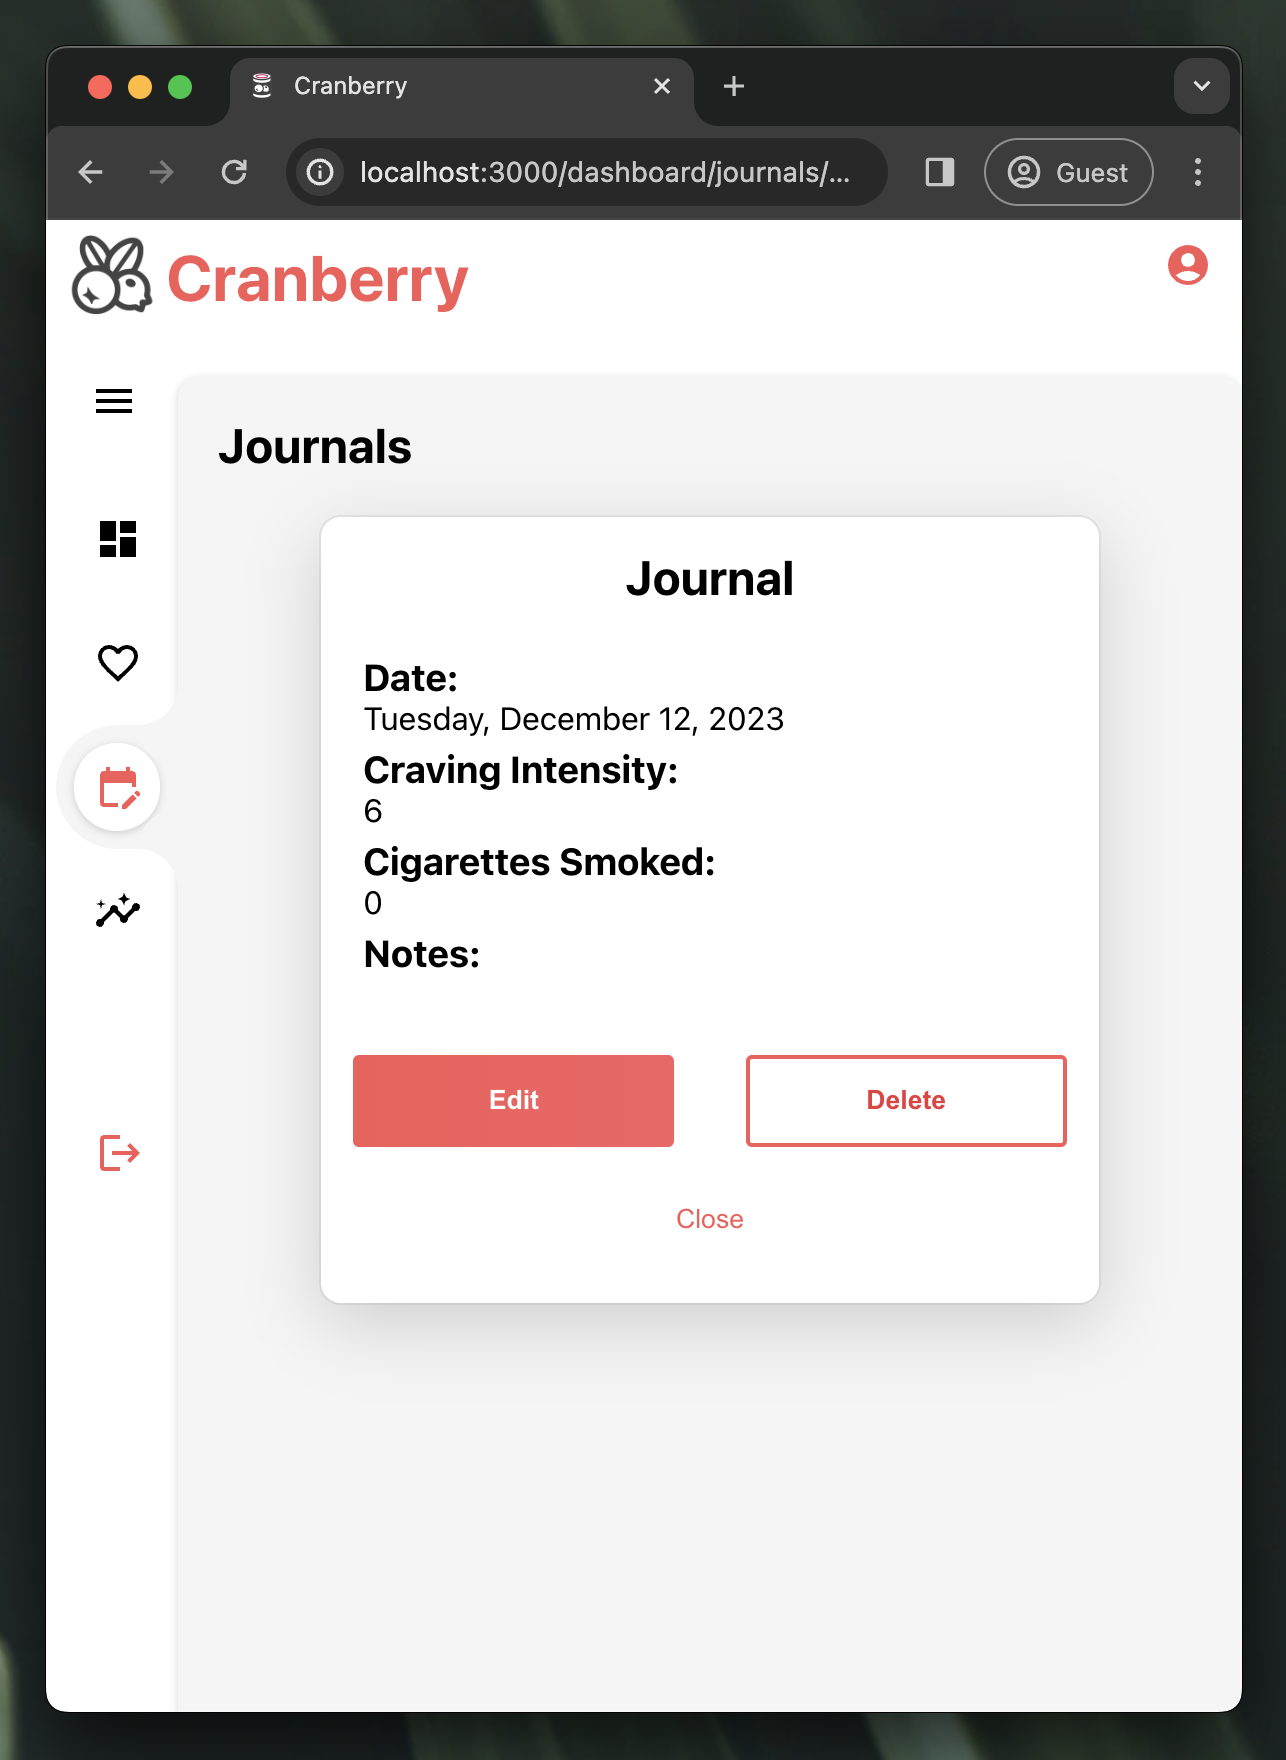 Cranberry
localhost:3000/dashboard/journals/...
Guest
Cranberry
Journals
Journal
Date:
Tuesday, December 12, 2023
Craving Intensity:
6
Cigarettes Smoked:
0
Notes:
Edit
Delete
Close